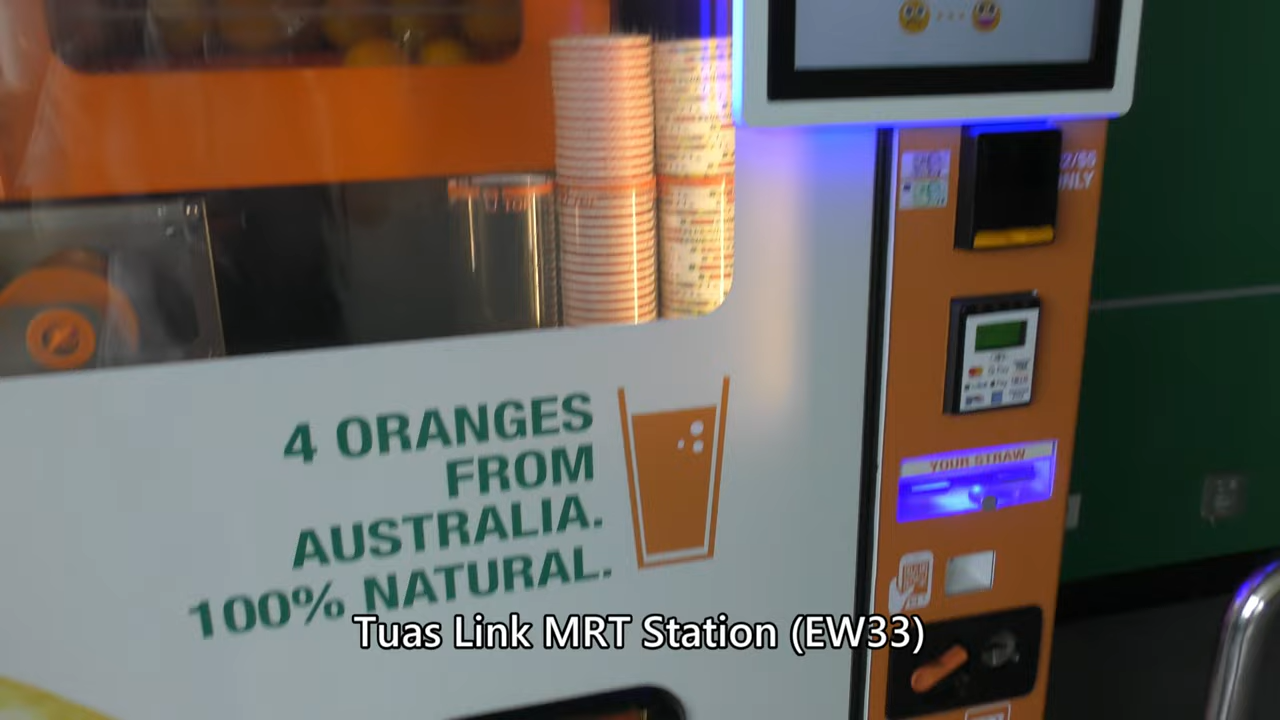 4 ORANGES
FROM
AUSTRALIA.
100% NATURAL.
YOUR STRAW
Tuas Link MRT Station (EW33)